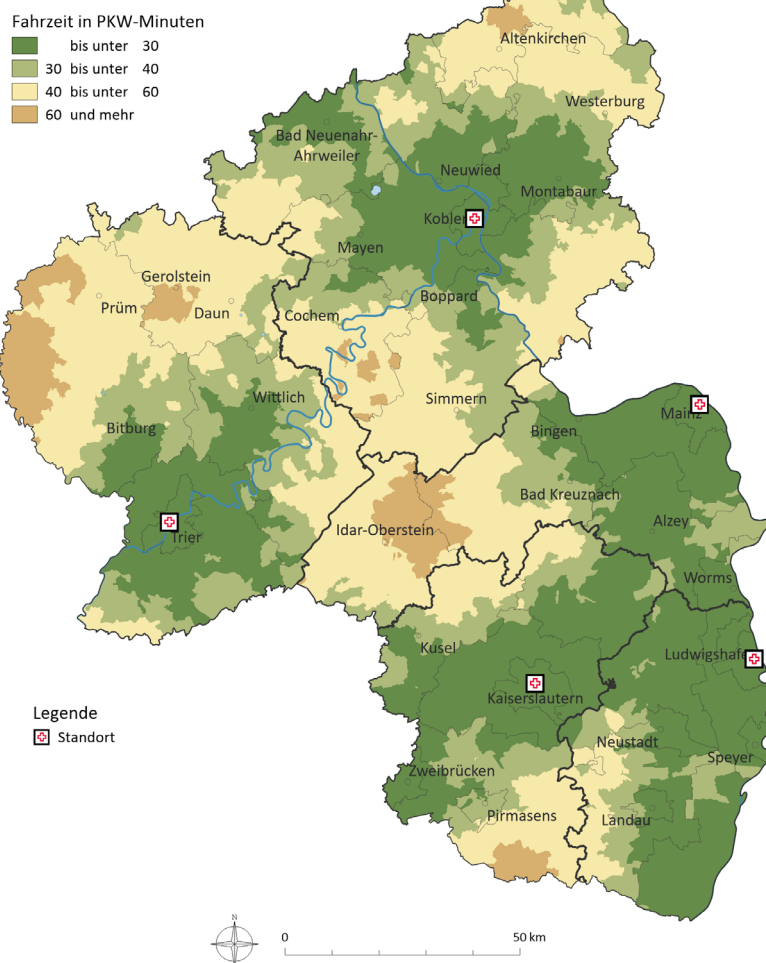 Fahrzeit in PKW-Minuten
bis unter 30
30 bis unter 40
40 bis unter 60
60 und mehr
Altenkirchen
Westerburg
Bad Neuenahr-
Ahrweiler
Neuwied
Montabaur
Koble
Mayen
Gerolstein
Boppard
Prüm
Daun
Cochem
Wittlich
Simmern
Mainz
Bitburg
Bingen
Bad Kreuznach
Alzey
Idar-Oberstein
Trier
Worms
Kusel
Ludwigshafe
Kaiserslautern
Legende
Standort
Neustadt
Speyer
Zweibrücken
Pirmasens
Landau
N
0
50 km